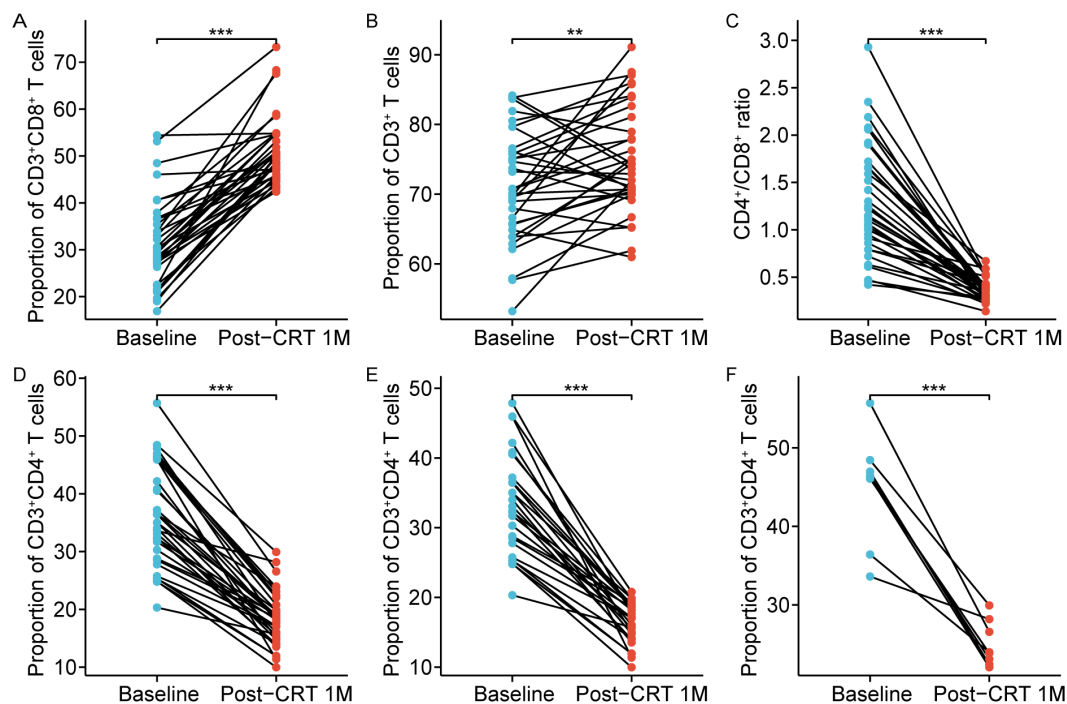 A
Proportion of CD3⁺CD8⁺ T cells
70
60
50
40
30
20
***
Baseline
Post−CRT 1M
B
Proportion of CD3⁺ T cells
90
80
70
60
**
Baseline
Post−CRT 1M
C
CD4⁺/CD8⁺ ratio
3.0
2.5
2.0
1.5
1.0
0.5
***
Baseline
Post−CRT 1M
D
Proportion of CD3⁺CD4⁺ T cells
60
50
40
30
20
10
***
Baseline
Post−CRT 1M
E
Proportion of CD3⁺CD4⁺ T cells
50
40
30
20
10
***
Baseline
Post−CRT 1M
F
Proportion of CD3⁺CD4⁺ T cells
50
40
30
***
Baseline
Post−CRT 1M